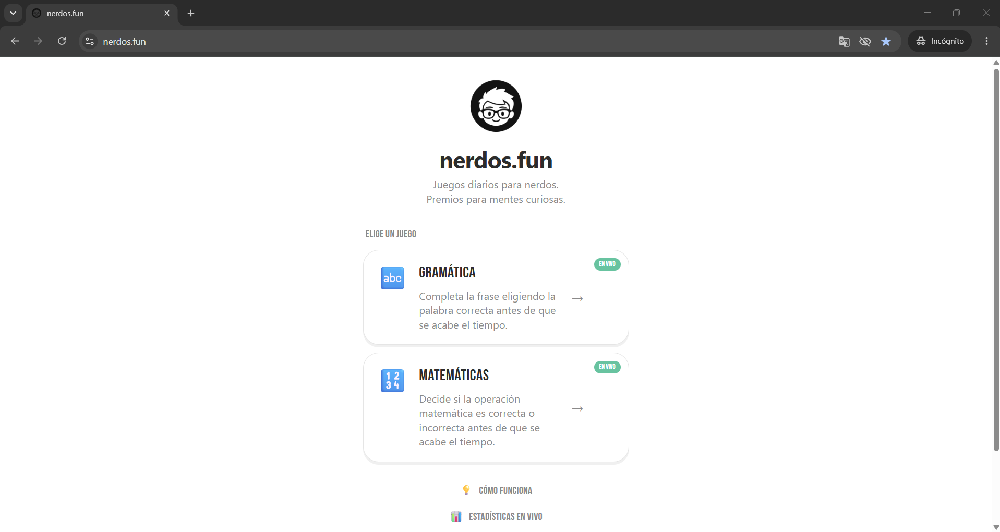 nerdos.fun
nerdos.fun
Incógnito
nerdos.fun
Juegos diarios para nerdos.
Premios para mentes curiosas.
ELIGE UN JUEGO
abc
GRAMÁTICA
EN VIVO
Completa la frase eligiendo la
palabra correcta antes de que
se acabe el tiempo.
→
1 2
3 4
MATEMÁTICAS
EN VIVO
Decide si la operación
matemática es correcta o
incorrecta antes de que se
acabe el tiempo.
→
CÓMO FUNCIONA
ESTADÍSTICAS EN VIVO